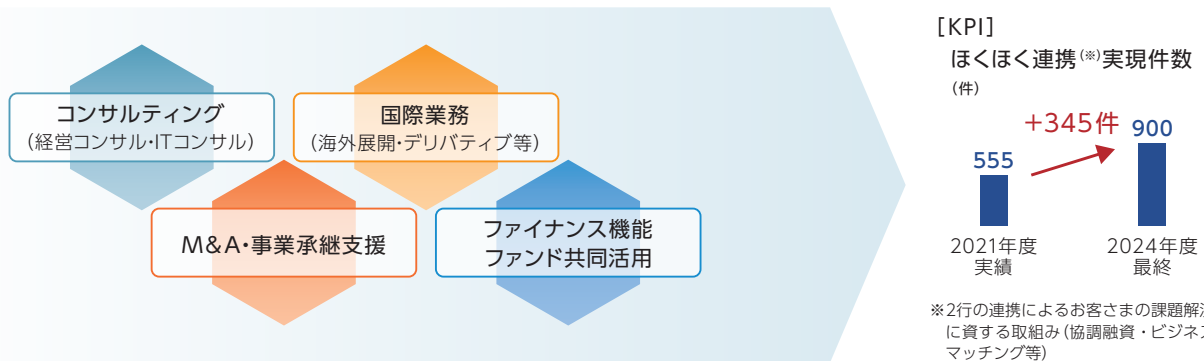 コンサルティング
（経営コンサル・ITコンサル）
国際業務
（海外展開・デリバティブ等）
M&A・事業承継支援
ファイナンス機能
ファンド共同活用
［KPI］
ほくほく連携(※)実現件数
（件）
+345件
555
900
2021年度
実績
2024年度
最終
※2行の連携によるお客さまの課題解決
に資する取組み（協調融資・ビジネス
マッチング等）